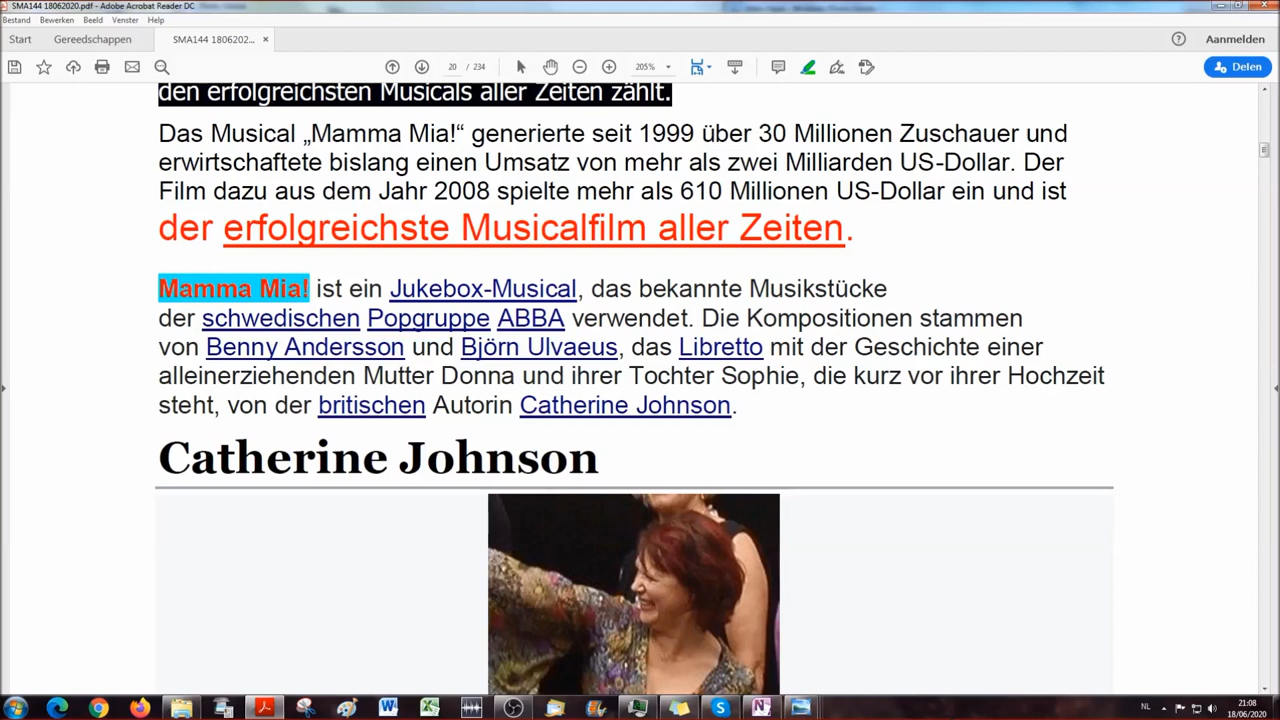 SMA144 18062020.pdf - Adobe Acrobat Reader DC
Bestand Bewerken Beeld Venster Help
Start Gereedschappen SMA144 1806202... × Aanmelden
20 / 234 205% Delen
den erfolgreichsten Musicals aller Zeiten zählt.
Das Musical „Mamma Mia!“ generierte seit 1999 über 30 Millionen Zuschauer und
erwirtschaftete bislang einen Umsatz von mehr als zwei Milliarden US-Dollar. Der
Film dazu aus dem Jahr 2008 spielte mehr als 610 Millionen US-Dollar ein und ist
der erfolgreichste Musicalfilm aller Zeiten.
Mamma Mia! ist ein Jukebox-Musical, das bekannte Musikstücke
der schwedischen Popgruppe ABBA verwendet. Die Kompositionen stammen
von Benny Andersson und Björn Ulvaeus, das Libretto mit der Geschichte einer
alleinerziehenden Mutter Donna und ihrer Tochter Sophie, die kurz vor ihrer Hochzeit
steht, von der britischen Autorin Catherine Johnson.
Catherine Johnson
NL 21:08
18/06/2020